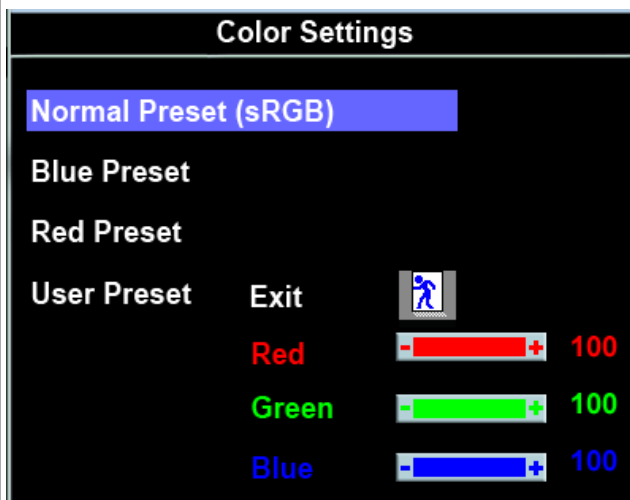 Color Settings
Normal Preset (sRGB)
Blue Preset
Red Preset
User Preset Exit
Red - + 100
Green - + 100
Blue - + 100